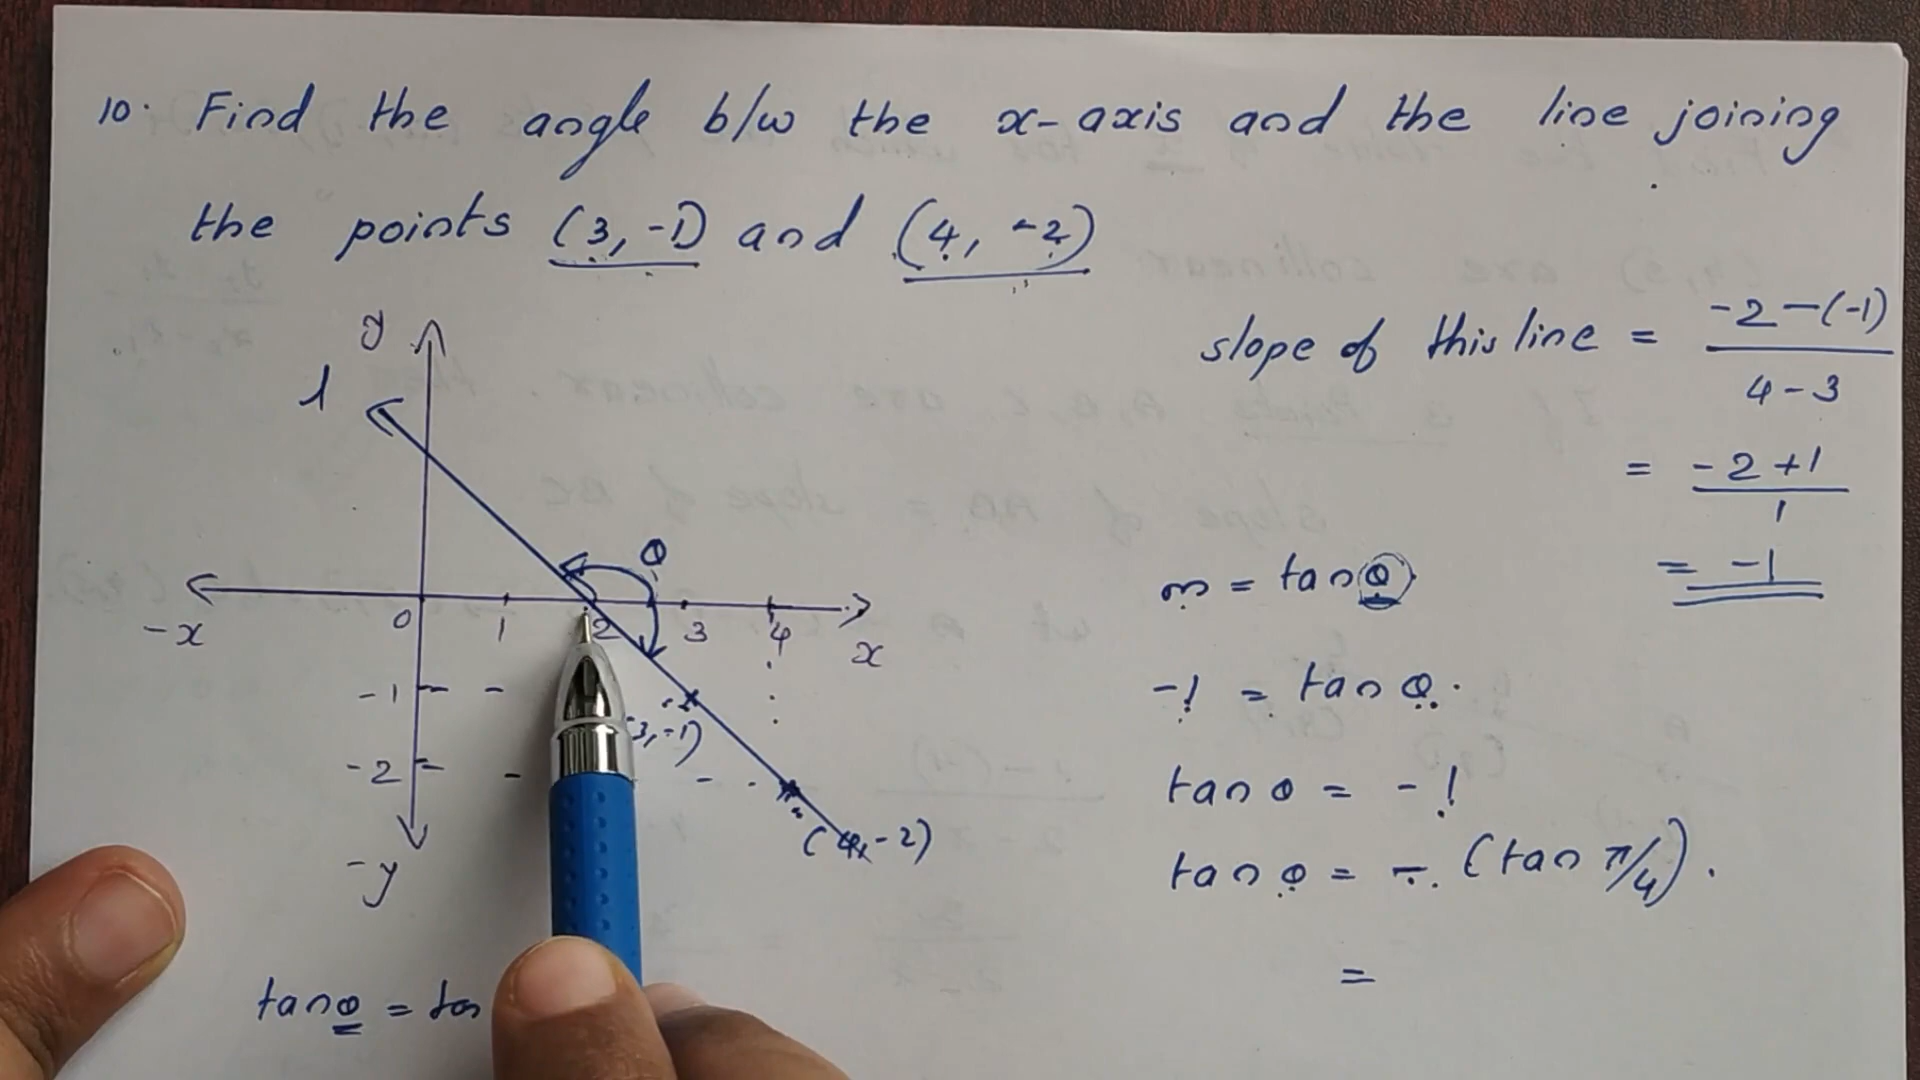 10. Find the angle b/w the x-axis and the line joining
the points (3, -1) and (4, -2)
slope of this line = -2-(-1)
4-3
= -2+1
1
= -1
m = tan θ
-1 = tan θ.
tan θ = -1
tan θ = - (tan π/4).
=
y
l
θ
-x 0 1 2 3 4 x
-1
-2
(3,-1)
(4,-2)
-y
tan θ =